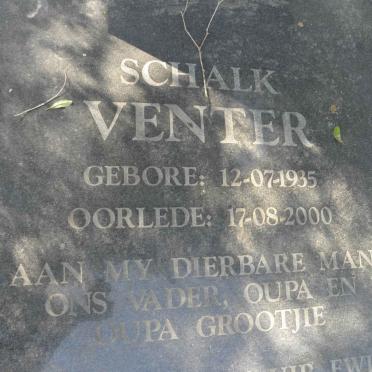 SCHALK
VENTER
GEBORE: 12-07-1935
OORLEDE: 17-08-2000
AAN MY DIERBARE MAN
ONS VADER, OUPA EN
OUPA GROOTJIE